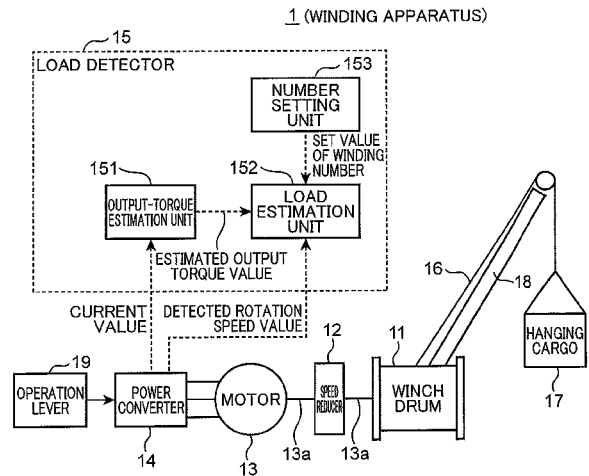 1 (WINDING APPARATUS)
15
LOAD DETECTOR
153
NUMBER
SETTING
UNIT
SET VALUE
OF WINDING
NUMBER
151
152
OUTPUT-TORQUE
ESTIMATION UNIT
LOAD
ESTIMATION
UNIT
ESTIMATED OUTPUT
TORQUE VALUE
16
18
CURRENT
VALUE
DETECTED ROTATION
SPEED VALUE
12
11
HANGING
CARGO
17
19
OPERATION
LEVER
POWER
CONVERTER
14
MOTOR
13
13a
SPEED
REDUCER
13a
WINCH
DRUM